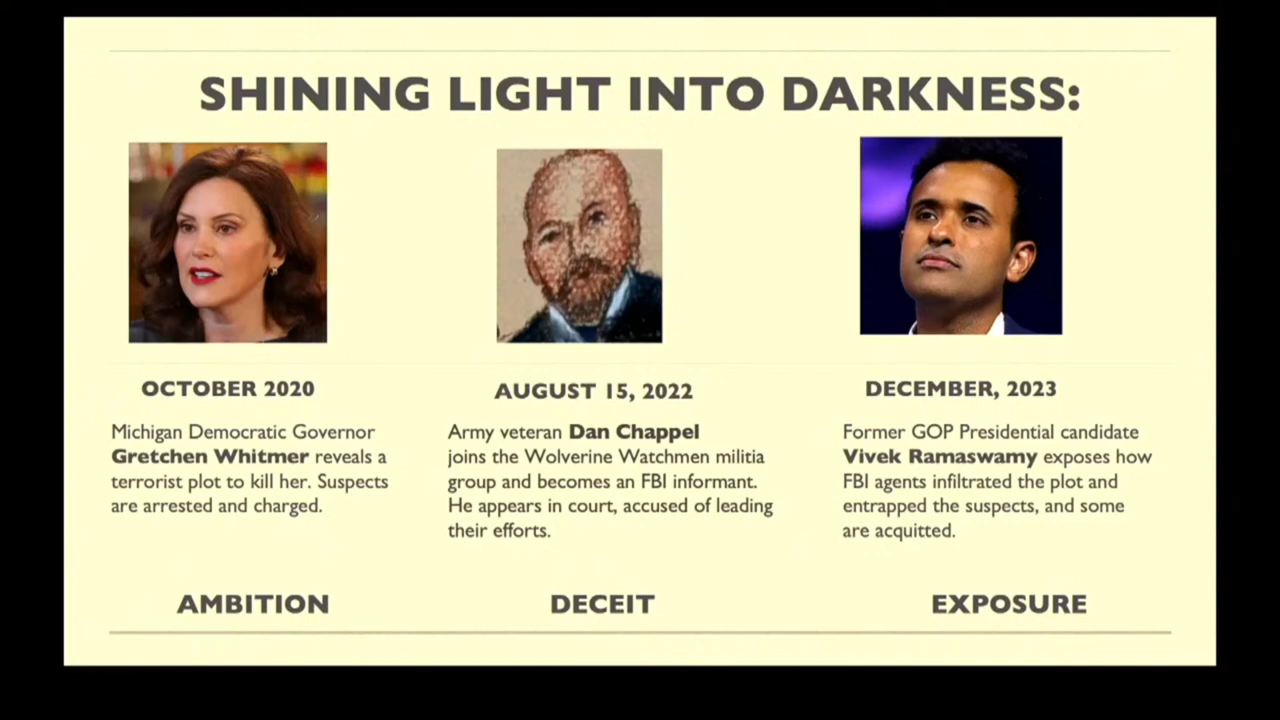 SHINING LIGHT INTO DARKNESS:
OCTOBER 2020
Michigan Democratic Governor
Gretchen Whitmer reveals a
terrorist plot to kill her. Suspects
are arrested and charged.
AMBITION
AUGUST 15, 2022
Army veteran Dan Chappel
joins the Wolverine Watchmen militia
group and becomes an FBI informant.
He appears in court, accused of leading
their efforts.
DECEIT
DECEMBER, 2023
Former GOP Presidential candidate
Vivek Ramaswamy exposes how
FBI agents infiltrated the plot and
entrapped the suspects, and some
are acquitted.
EXPOSURE